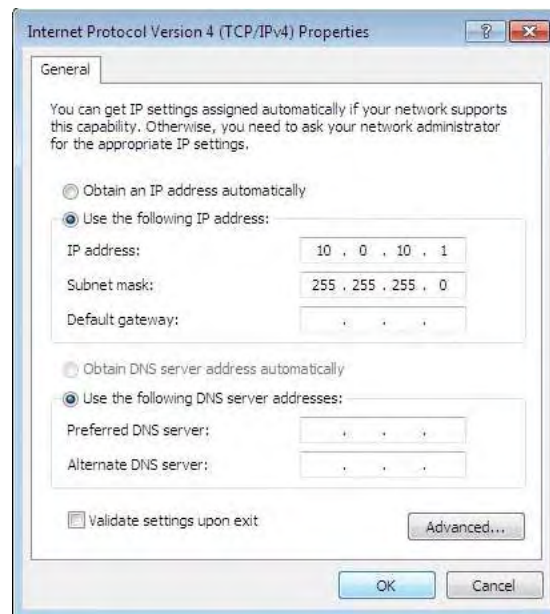 Internet Protocol Version 4 (TCP/IPv4) Properties
General
You can get IP settings assigned automatically if your network supports
this capability. Otherwise, you need to ask your network administrator
for the appropriate IP settings.
Obtain an IP address automatically
Use the following IP address:
IP address: 10 . 0 . 10 . 1
Subnet mask: 255 . 255 . 255 . 0
Default gateway: . . .
Obtain DNS server address automatically
Use the following DNS server addresses:
Preferred DNS server: . . .
Alternate DNS server: . . .
Validate settings upon exit
Advanced...
OK Cancel